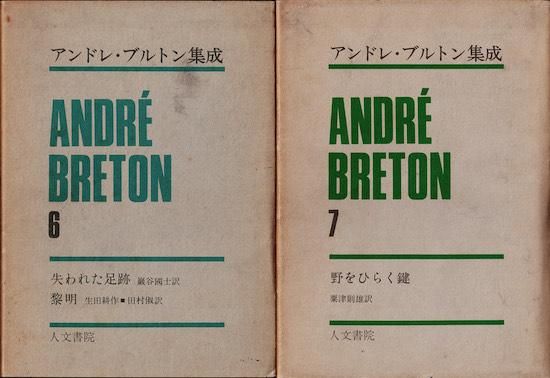 アンドレ・ブルトン集成
ANDRÉ
BRETON
6
失われた足跡 巖谷國士訳
黎明 生田耕作■田村俶訳
人文書院
アンドレ・ブルトン集成
ANDRÉ
BRETON
7
野をひらく鍵
粟津則雄訳
人文書院